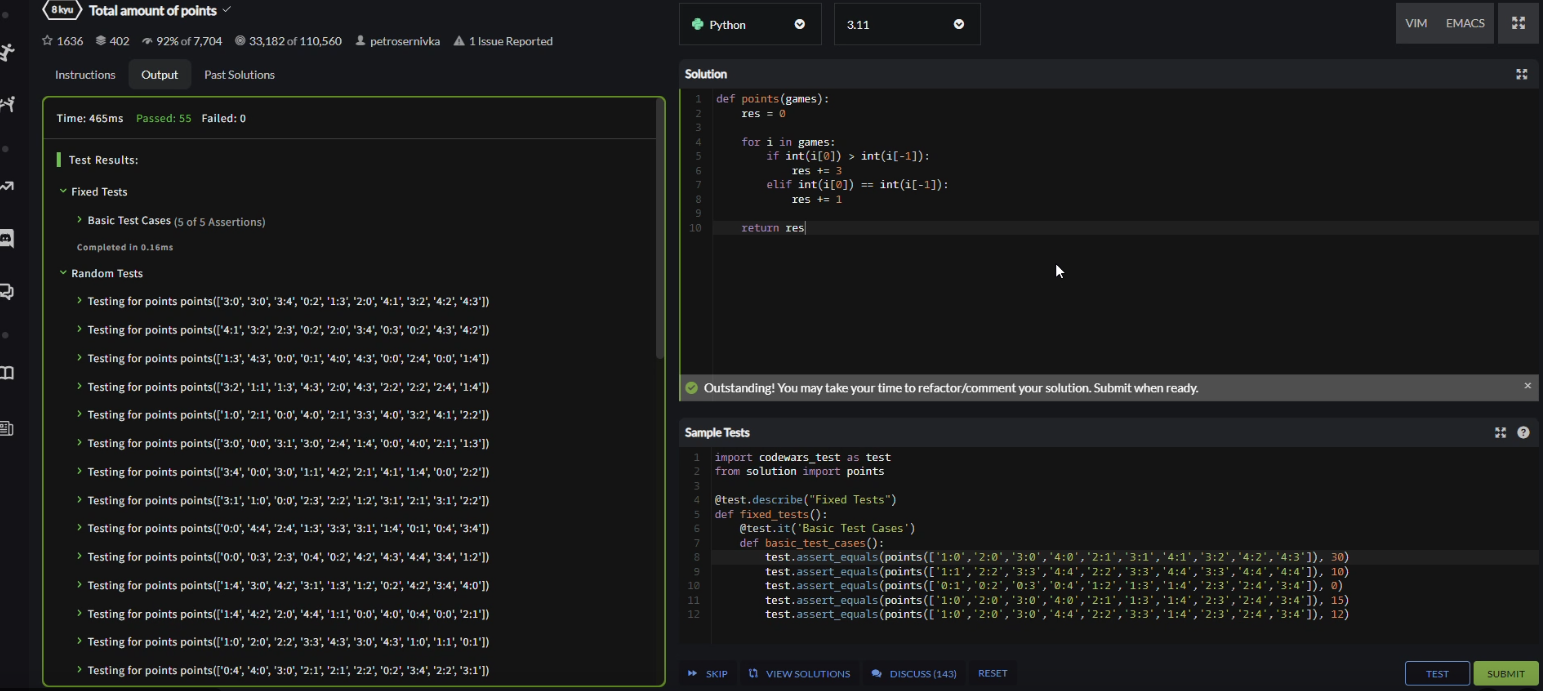 8 kyu Total amount of points
1636 402 92% of 7,704 33,182 of 110,560 petrosernivka 1 Issue Reported
Instructions Output Past Solutions
Time: 465ms Passed: 55 Failed: 0
Test Results:
Fixed Tests
Basic Test Cases (5 of 5 Assertions)
Completed in 0.16ms
Random Tests
Testing for points points(['3:0', '3:0', '3:4', '0:2', '1:3', '2:0', '4:1', '3:2', '4:2', '4:3'])
Testing for points points(['4:1', '3:2', '2:3', '0:2', '2:0', '3:4', '0:3', '0:2', '4:3', '4:2'])
Testing for points points(['1:3', '4:3', '0:0', '0:1', '4:0', '4:3', '0:0', '2:4', '0:0', '1:4'])
Testing for points points(['3:2', '1:1', '1:3', '4:3', '2:0', '4:3', '2:2', '2:2', '2:4', '1:4'])
Testing for points points(['1:0', '2:1', '0:0', '4:0', '2:1', '3:3', '4:0', '3:2', '4:1', '2:2'])
Testing for points points(['3:0', '0:0', '3:1', '3:0', '2:4', '1:4', '0:0', '4:0', '2:1', '1:3'])
Testing for points points(['3:4', '0:0', '3:0', '1:1', '4:2', '2:1', '4:1', '1:4', '0:0', '2:2'])
Testing for points points(['3:1', '1:0', '0:0', '2:3', '2:2', '1:2', '3:1', '2:1', '3:1', '2:2'])
Testing for points points(['0:0', '4:4', '2:4', '1:3', '3:3', '3:1', '1:4', '0:1', '0:4', '3:4'])
Testing for points points(['0:0', '0:3', '2:3', '0:4', '0:2', '4:2', '4:3', '4:4', '3:4', '1:2'])
Testing for points points(['1:4', '3:0', '4:2', '3:1', '1:3', '1:2', '0:2', '4:2', '3:4', '4:0'])
Testing for points points(['1:4', '4:2', '2:0', '4:4', '1:1', '0:0', '4:0', '0:4', '0:0', '2:1'])
Testing for points points(['1:0', '2:0', '2:2', '3:3', '4:3', '3:0', '4:3', '1:0', '1:1', '0:1'])
Testing for points points(['0:4', '4:0', '3:0', '2:1', '2:1', '2:2', '0:2', '3:4', '2:2', '3:1'])
Python 3.11 VIM EMACS
Solution
1 def points(games):
2 res = 0
3
4 for i in games:
5 if int(i[0]) > int(i[-1]):
6 res += 3
7 elif int(i[0]) == int(i[-1]):
8 res += 1
9
10 return res
Outstanding! You may take your time to refactor/comment your solution. Submit when ready.
Sample Tests
1 import codewars_test as test
2 from solution import points
3
4 @test.describe("Fixed Tests")
5 def fixed_tests():
6 @test.it('Basic Test Cases')
7 def basic_test_cases():
8 test.assert_equals(points(['1:0','2:0','3:0','4:0','2:1','3:1','4:1','3:2','4:2','4:3']), 30)
9 test.assert_equals(points(['1:1','2:2','3:3','4:4','2:2','3:3','4:4','3:3','4:4','4:4']), 10)
10 test.assert_equals(points(['0:1','0:2','0:3','0:4','1:2','1:3','1:4','2:3','2:4','3:4']), 0)
11 test.assert_equals(points(['1:0','2:0','3:0','4:0','2:1','1:3','1:4','2:3','2:4','3:4']), 15)
12 test.assert_equals(points(['1:0','2:0','3:0','4:4','2:2','3:3','1:4','2:3','2:4','3:4']), 12)
SKIP VIEW SOLUTIONS DISCUSS (143) RESET TEST SUBMIT